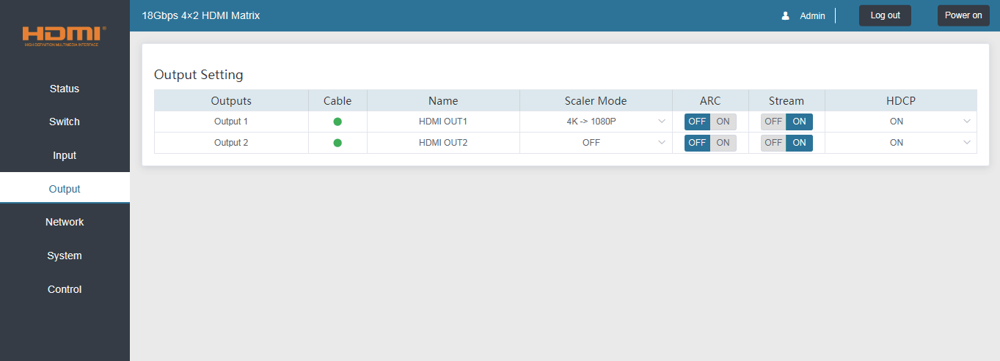 HDMI®
HIGH-DEFINITION MULTIMEDIA INTERFACE
18Gbps 4×2 HDMI Matrix Admin Log out Power on
Status
Switch
Input
Output
Network
System
Control
Output Setting
Outputs Cable Name Scaler Mode ARC Stream HDCP
Output 1 HDMI OUT1 4K -> 1080P OFF ON OFF ON ON
Output 2 HDMI OUT2 OFF OFF ON OFF ON ON